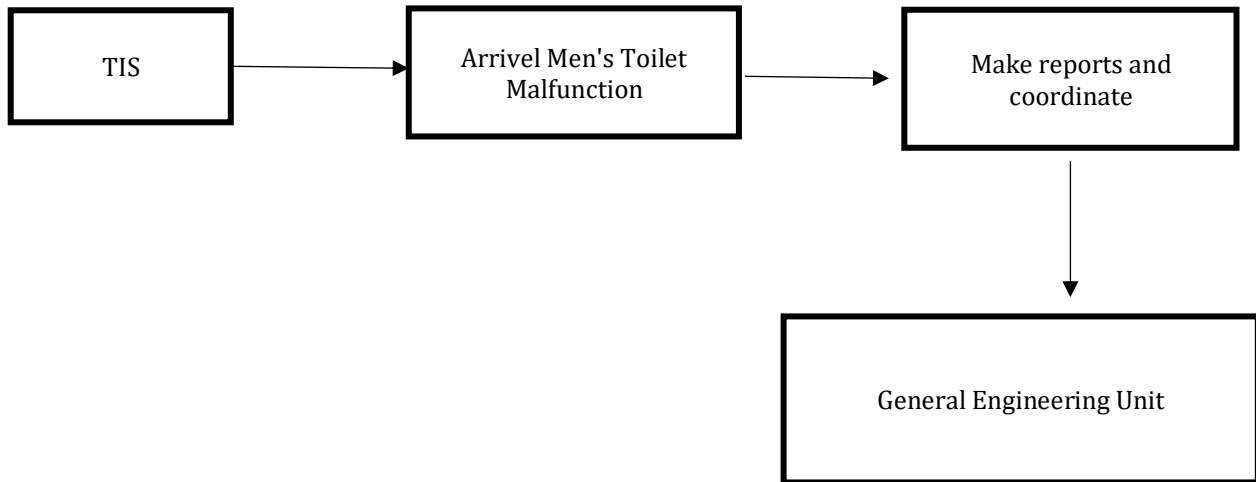 TIS
Arrivel Men's Toilet
Malfunction
Make reports and
coordinate
General Engineering Unit